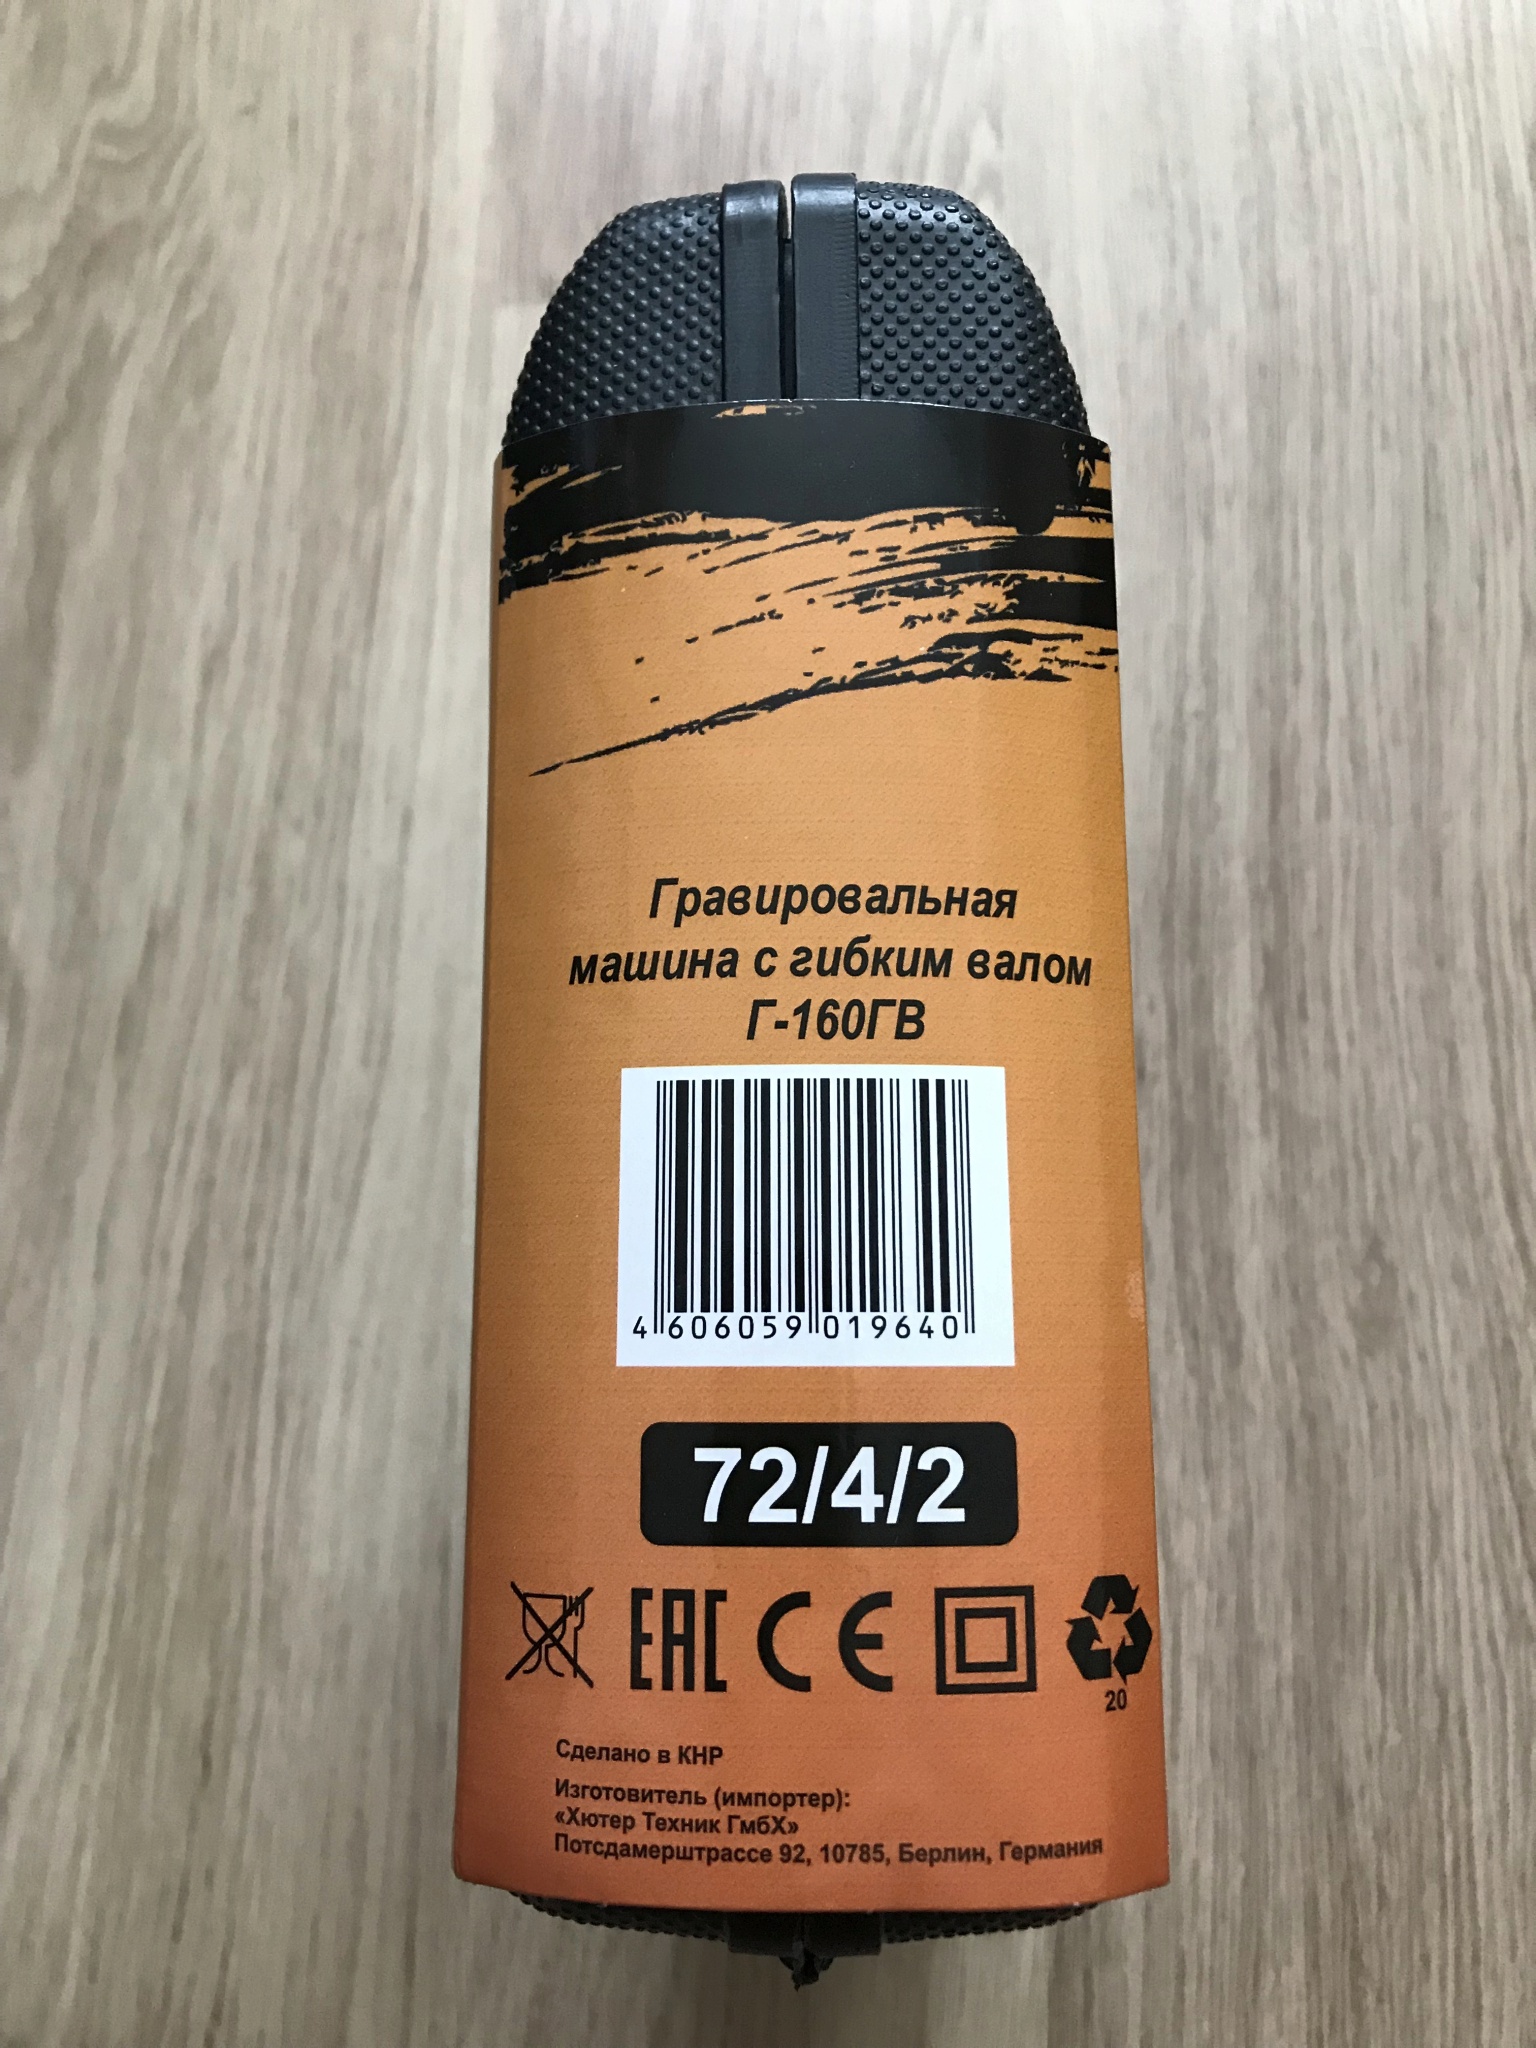 Гравировальная
машина с гибким валом
Г-160ГВ
4 606059 019640
72/4/2
EAC CE
20
Сделано в КНР
Изготовитель (импортер):
«Хютер Техник ГмбХ»
Потсдамерштрассе 92, 10785, Берлин, Германия